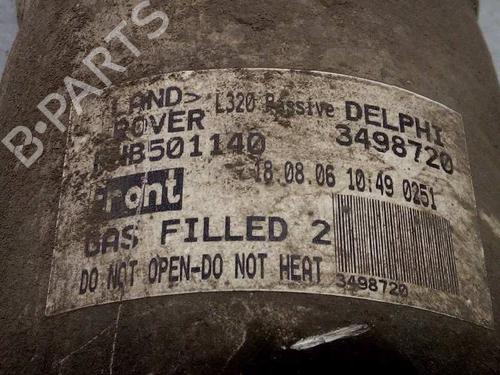 B-PARTS
LAND> L320 Passive DELPHI
ROVER 3498720
RNB501140
Front 18.08.06 10:49 0251
GAS FILLED 2
DO NOT OPEN-DO NOT HEAT 3498720